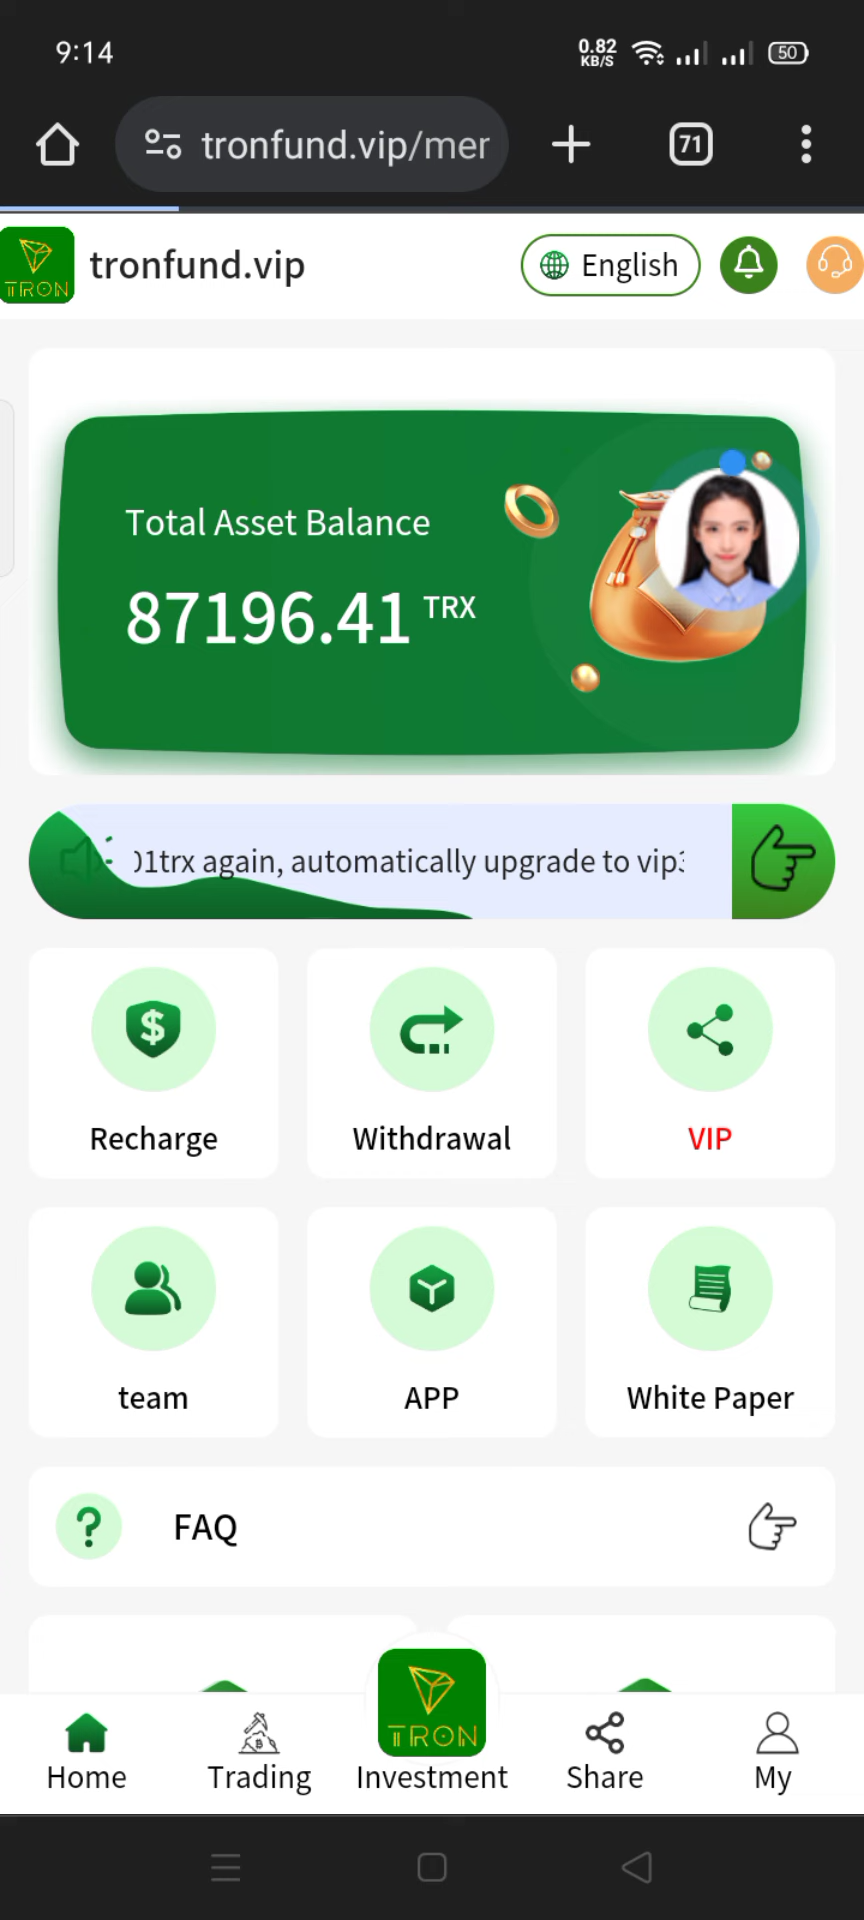 9:14
0.82
KB/S
50
tronfund.vip/mer
71
TRON
tronfund.vip
English
Total Asset Balance
87196.41 TRX
1trx again, automatically upgrade to vip
Recharge
Withdrawal
VIP
team
APP
White Paper
FAQ
TRON
Home
Trading
Investment
Share
My